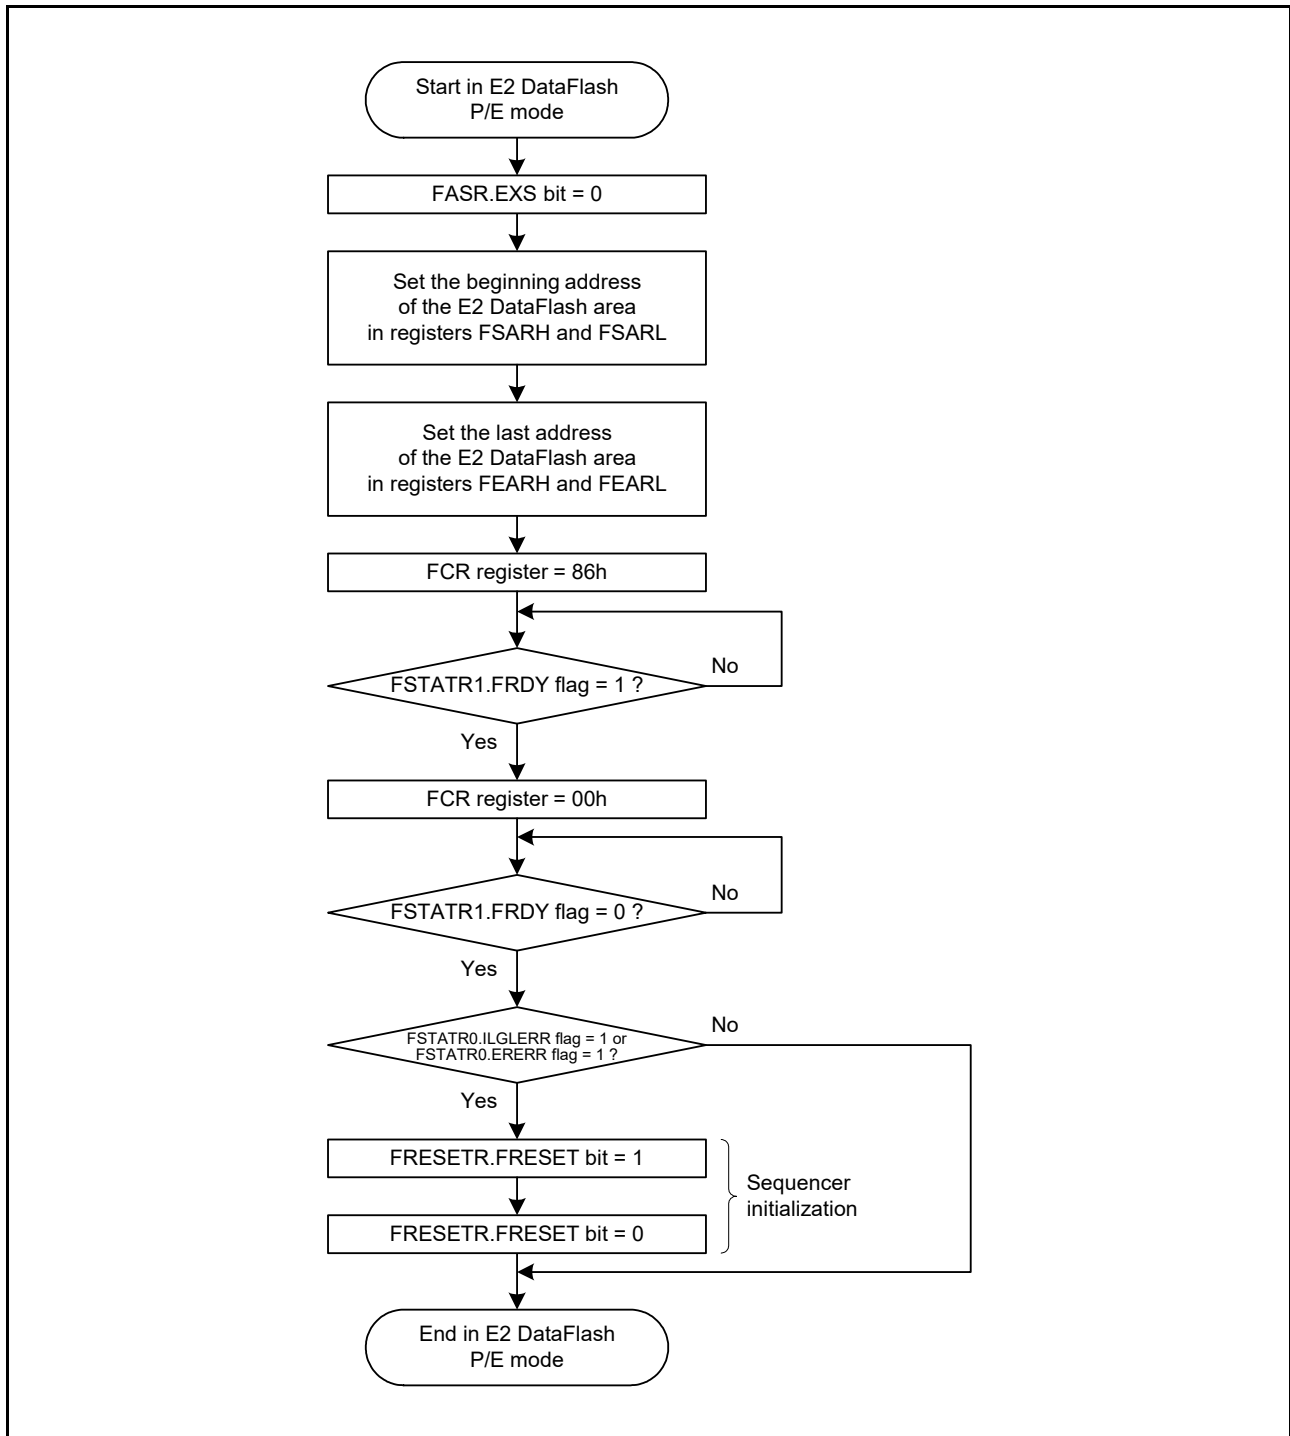 Start in E2 DataFlash
P/E mode
FASR.EXS bit = 0
Set the beginning address
of the E2 DataFlash area
in registers FSARH and FSARL
Set the last address
of the E2 DataFlash area
in registers FEARH and FEARL
FCR register = 86h
FSTATR1.FRDY flag = 1 ?
No
Yes
FCR register = 00h
FSTATR1.FRDY flag = 0 ?
No
Yes
FSTATR0.ILGLERR flag = 1 or
FSTATR0.ERERR flag = 1 ?
No
Yes
FRESETR.FRESET bit = 1
FRESETR.FRESET bit = 0
Sequencer
initialization
End in E2 DataFlash
P/E mode